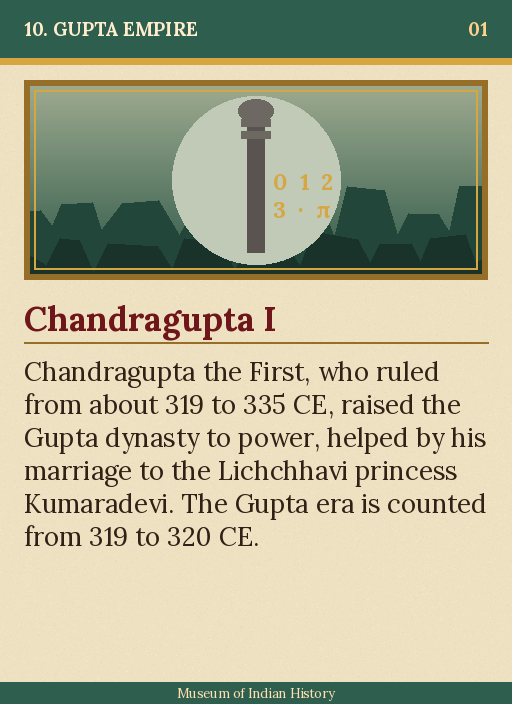 10. GUPTA EMPIRE
01
0 1 2
3 · π
Chandragupta I
Chandragupta the First, who ruled
from about 319 to 335 CE, raised the
Gupta dynasty to power, helped by his
marriage to the Lichchhavi princess
Kumaradevi. The Gupta era is counted
from 319 to 320 CE.
Museum of Indian History